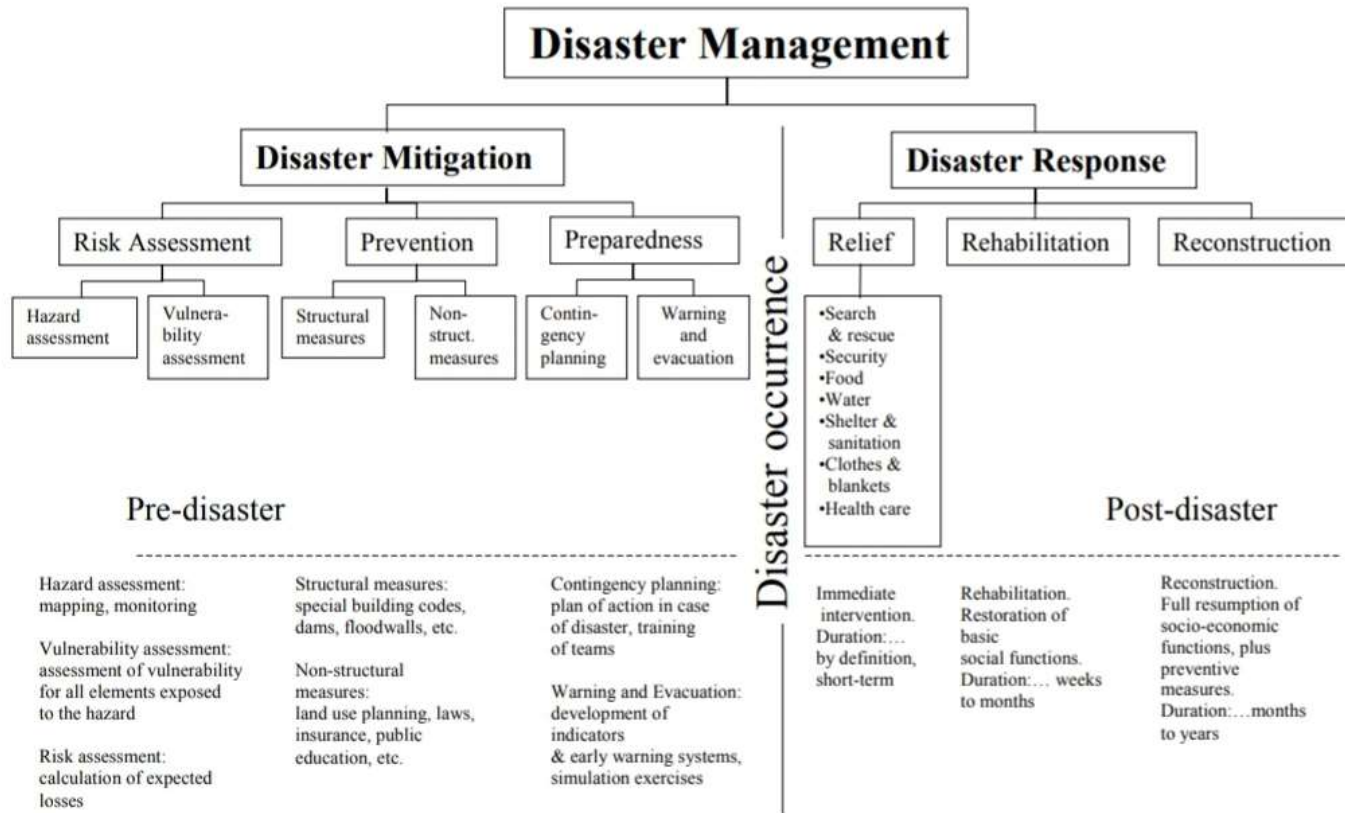 Disaster Management
Disaster Mitigation
Disaster Response
Risk Assessment
Prevention
Preparedness
Relief
Rehabilitation
Reconstruction
Hazard
assessment
Vulnera-
bility
assessment
Structural
measures
Non-
struct.
measures
Contin-
gency
planning
Warning
and
evacuation
•Search
& rescue
•Security
•Food
•Water
•Shelter &
sanitation
•Clothes &
blankets
•Health care
Disaster occurrence
Pre-disaster
Post-disaster
Hazard assessment:
mapping, monitoring
Vulnerability assessment:
assessment of vulnerability
for all elements exposed
to the hazard
Risk assessment:
calculation of expected
losses
Structural measures:
special building codes,
dams, floodwalls, etc.
Non-structural
measures:
land use planning, laws,
insurance, public
education, etc.
Contingency planning:
plan of action in case
of disaster, training
of teams
Warning and Evacuation:
development of
indicators
& early warning systems,
simulation exercises
Immediate
intervention.
Duration:…
by definition,
short-term
Rehabilitation.
Restoration of
basic
social functions.
Duration:… weeks
to months
Reconstruction.
Full resumption of
socio-economic
functions, plus
preventive
measures.
Duration:…months
to years